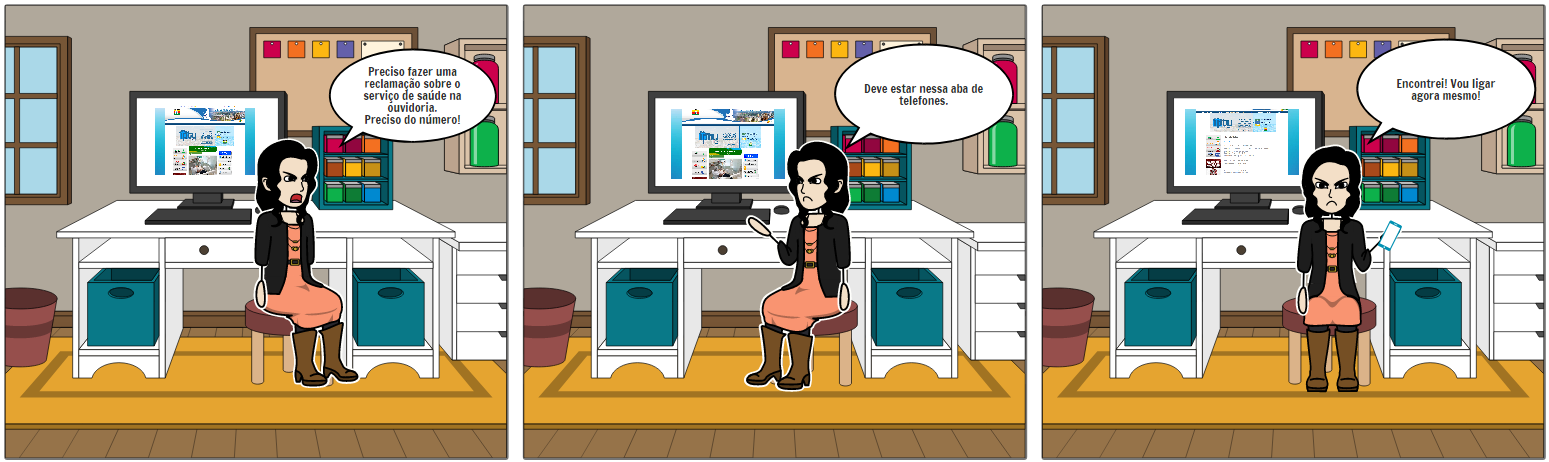 Preciso fazer uma
reclamação sobre o
serviço de saúde na
ouvidoria.
Preciso do número!
Deve estar nessa aba de
telefones.
Encontrei! Vou ligar
agora mesmo!